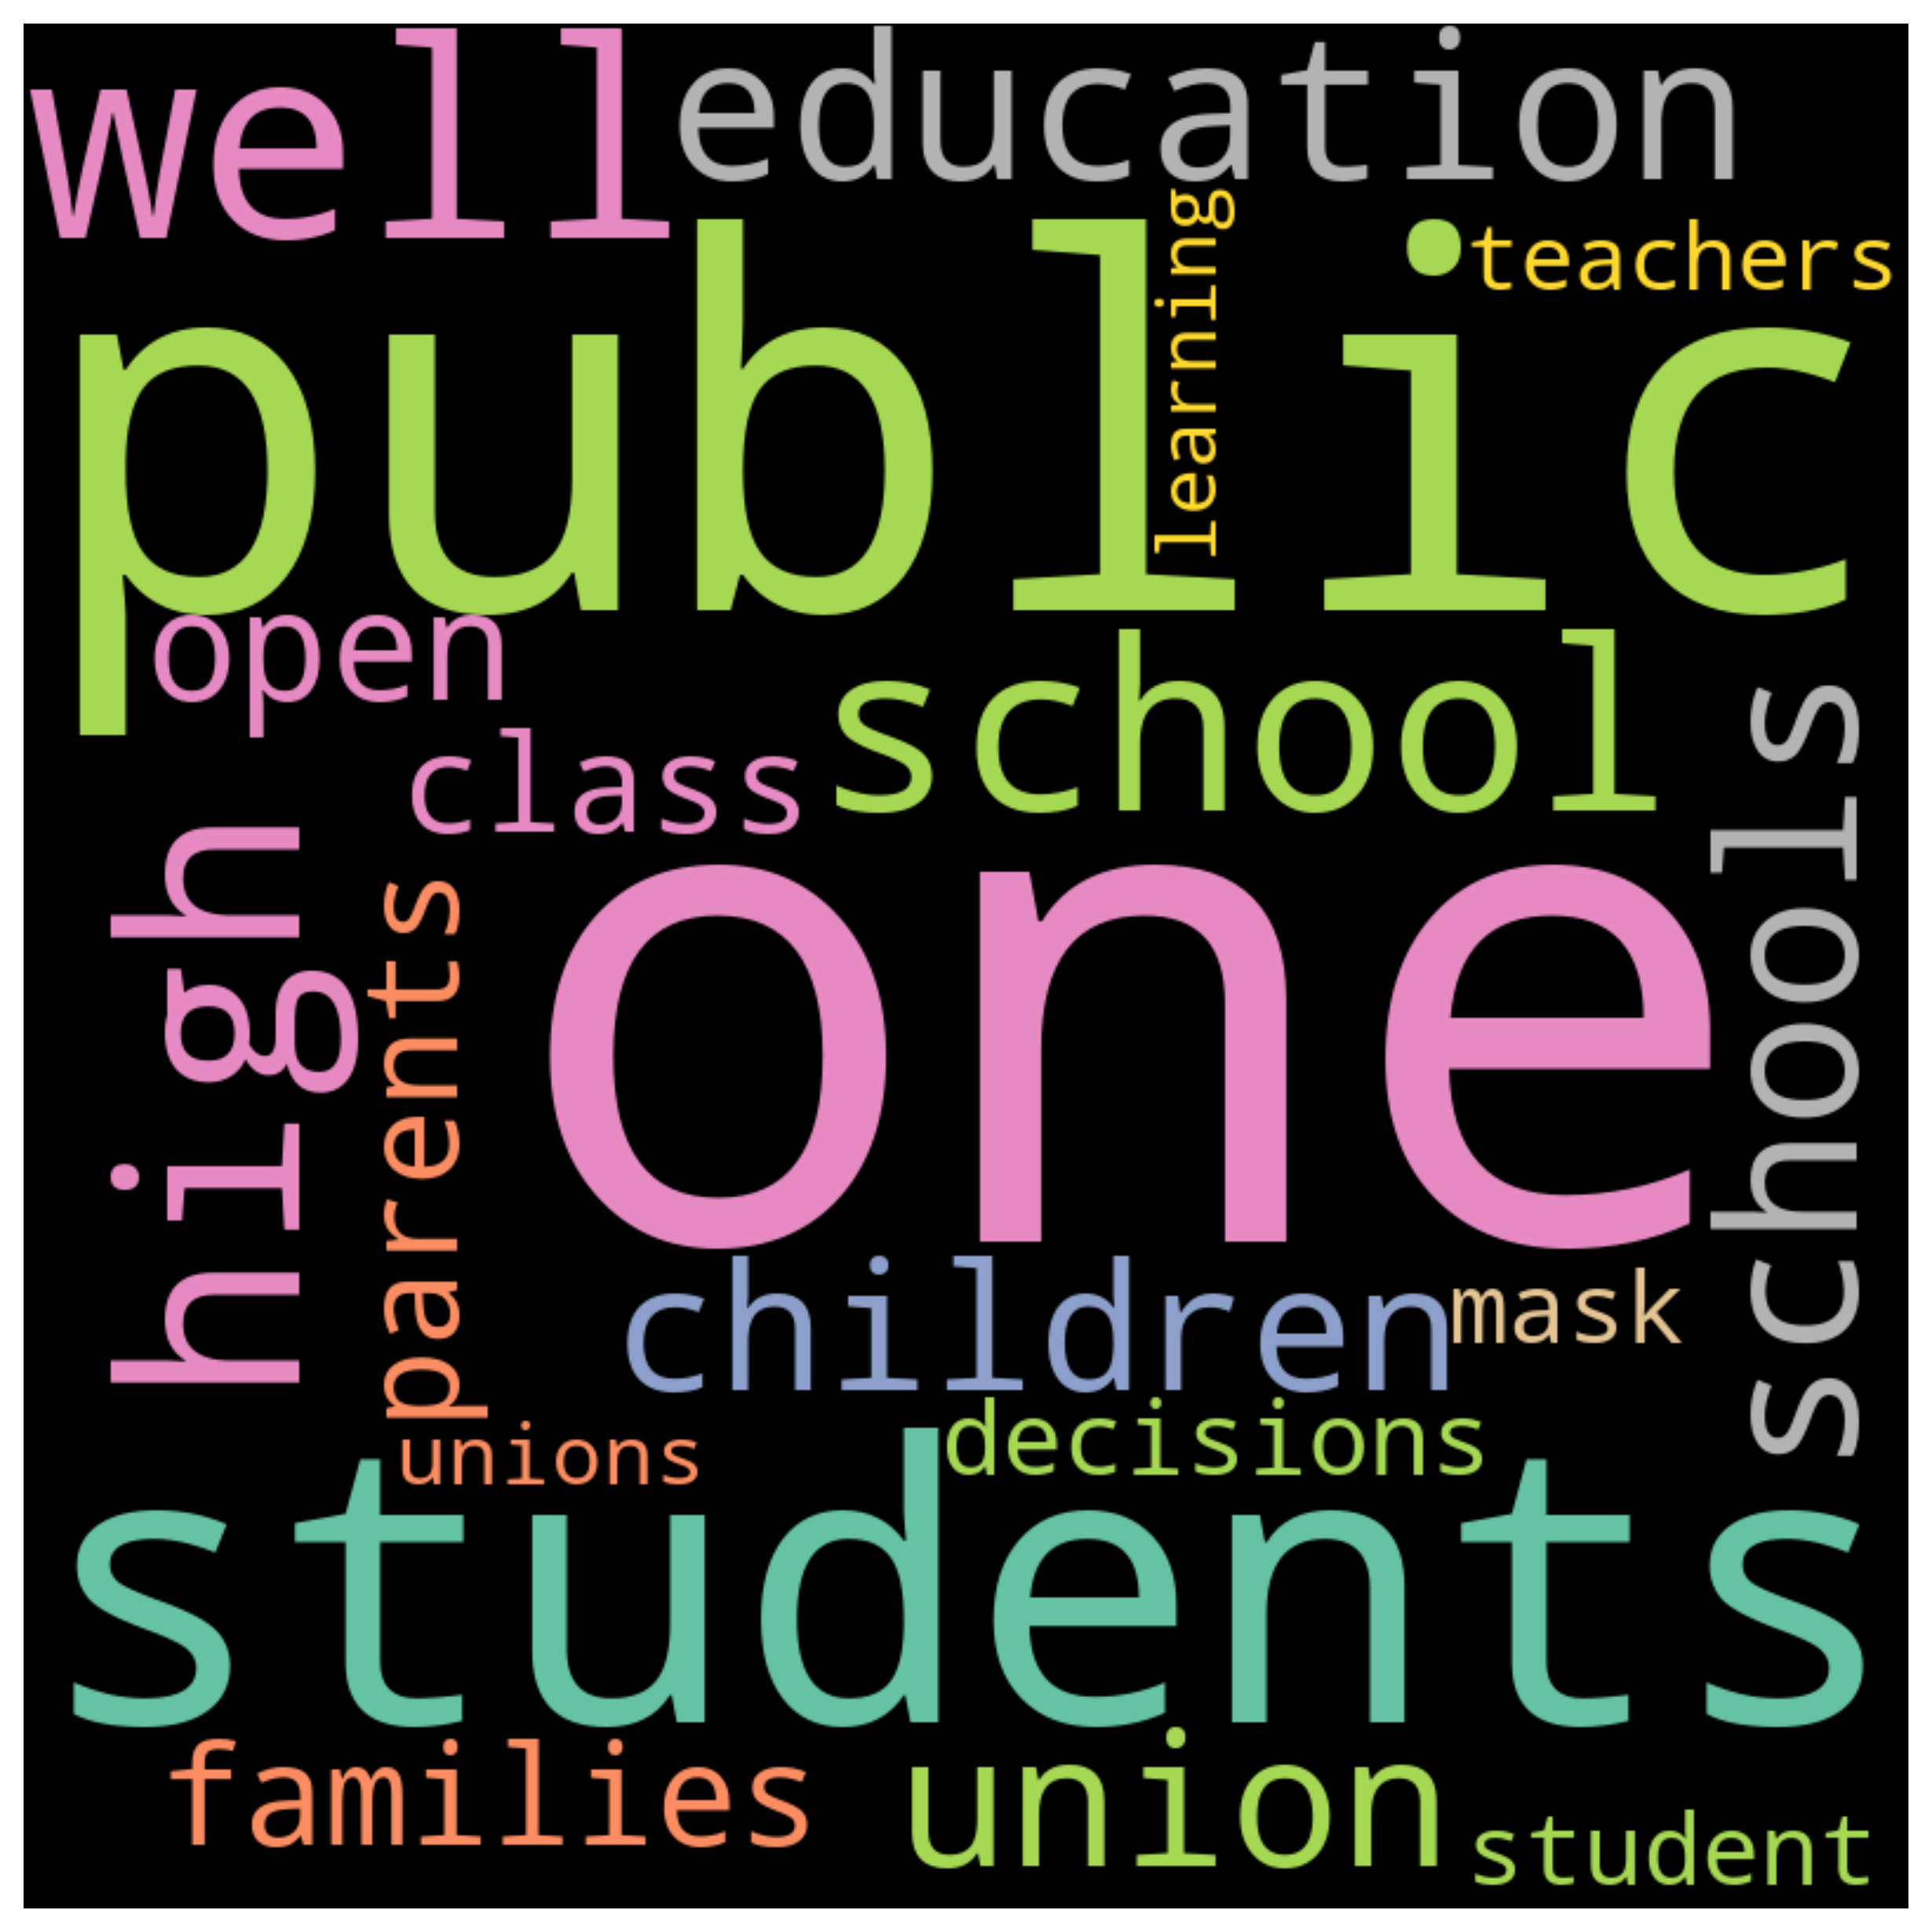 well
education
learning
teachers
public
open
school
schools
class
high
parents
one
children
mask
unions
decisions
students
families
union
student